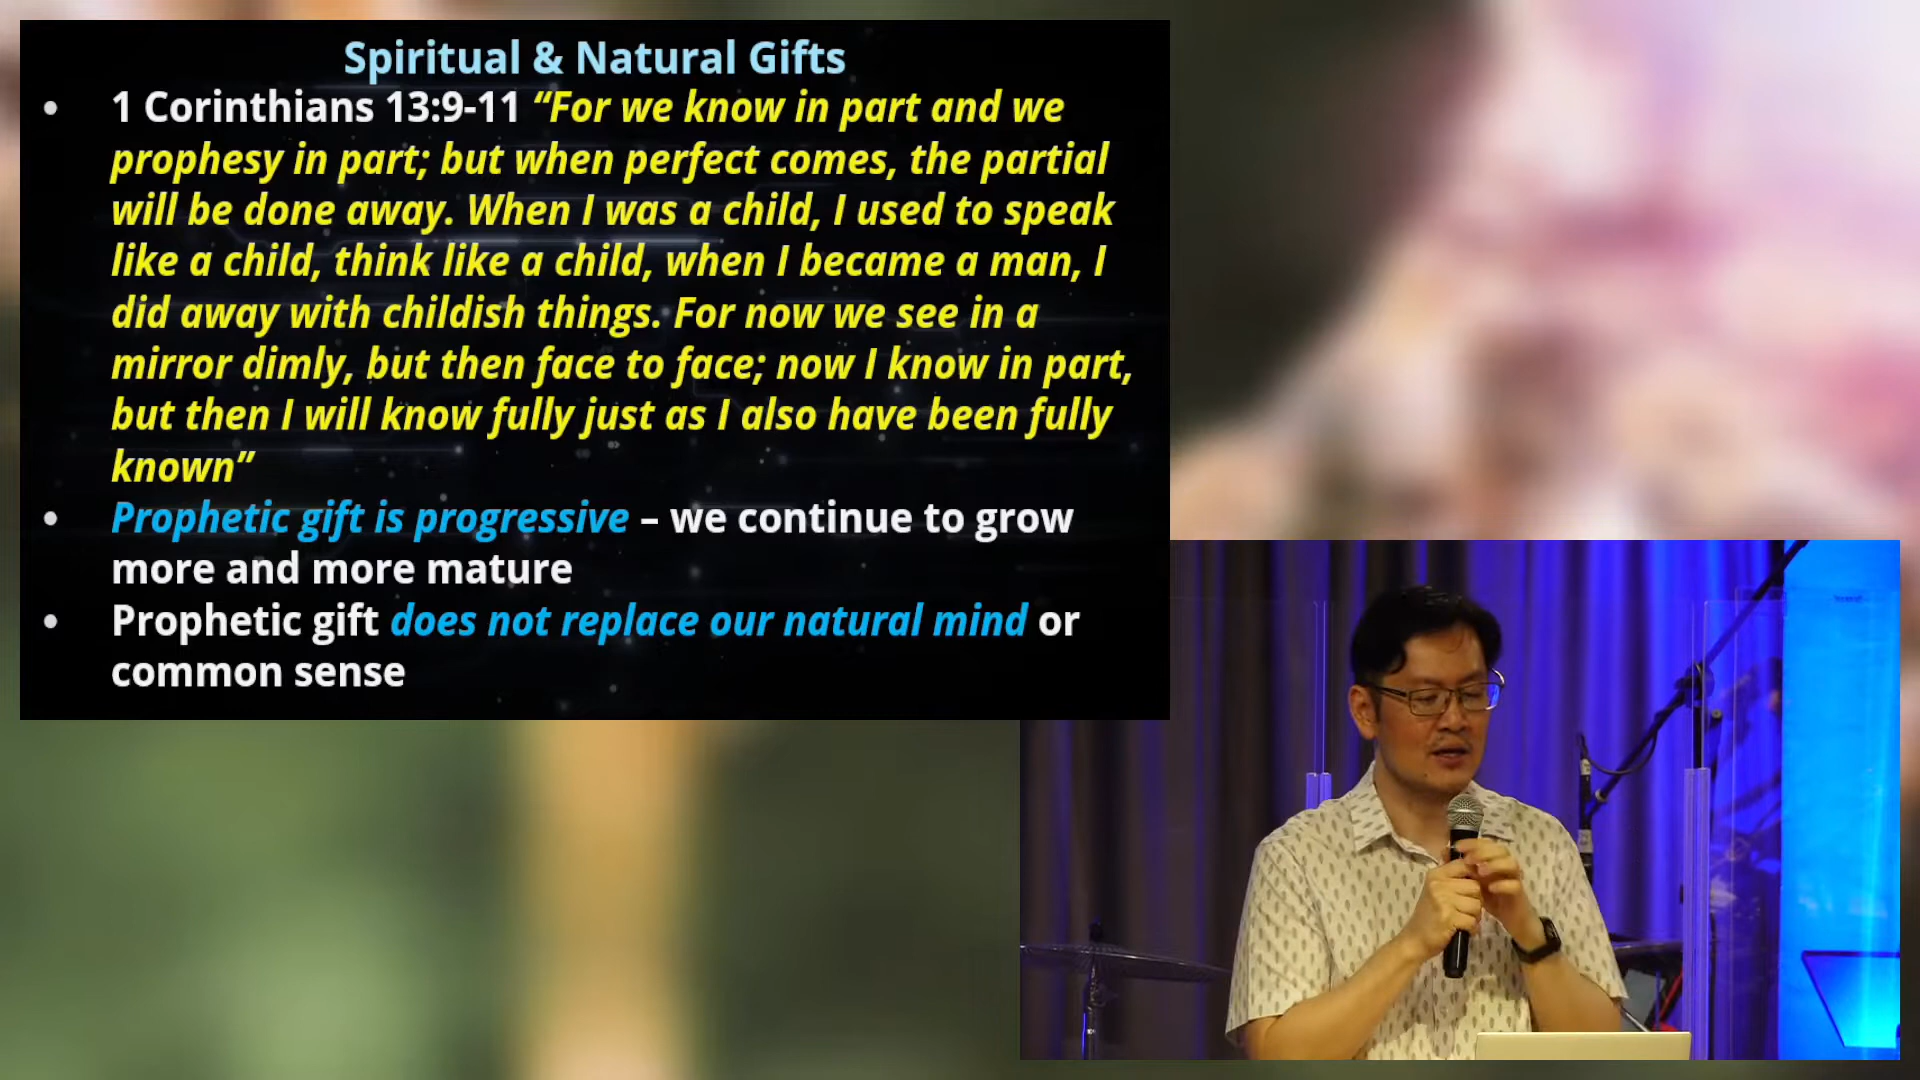 Spiritual & Natural Gifts
• 1 Corinthians 13:9-11 “For we know in part and we
prophesy in part; but when perfect comes, the partial
will be done away. When I was a child, I used to speak
like a child, think like a child, when I became a man, I
did away with childish things. For now we see in a
mirror dimly, but then face to face; now I know in part,
but then I will know fully just as I also have been fully
known”
• Prophetic gift is progressive – we continue to grow
more and more mature
• Prophetic gift does not replace our natural mind or
common sense